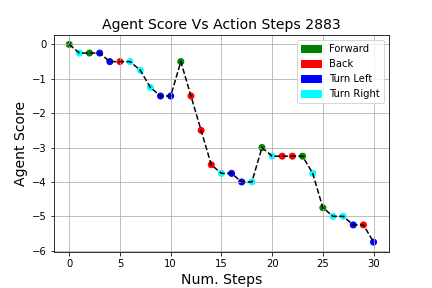 Agent Score Vs Action Steps 2883
Agent Score
0
−1
−2
−3
−4
−5
−6
Forward
Back
Turn Left
Turn Right
0 5 10 15 20 25 30
Num. Steps